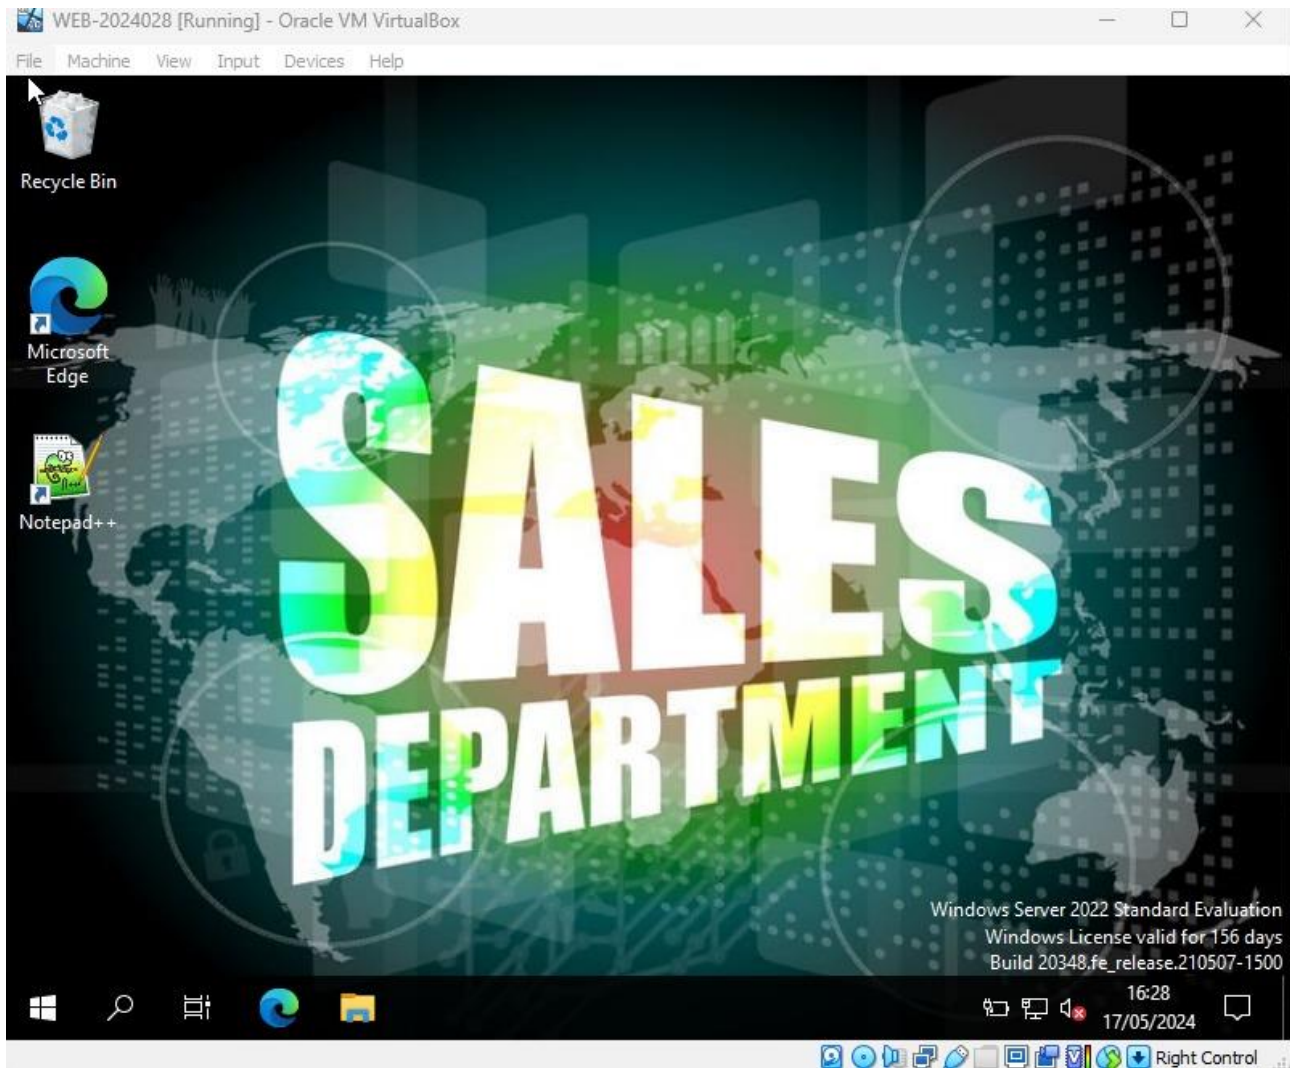 WEB-2024028 [Running] - Oracle VM VirtualBox
File Machine View Input Devices Help
Recycle Bin
Microsoft
Edge
Notepad++
SALES
DEPARTMENT
Windows Server 2022 Standard Evaluation
Windows License valid for 156 days
Build 20348.fe_release.210507-1500
16:28
17/05/2024
Right Control